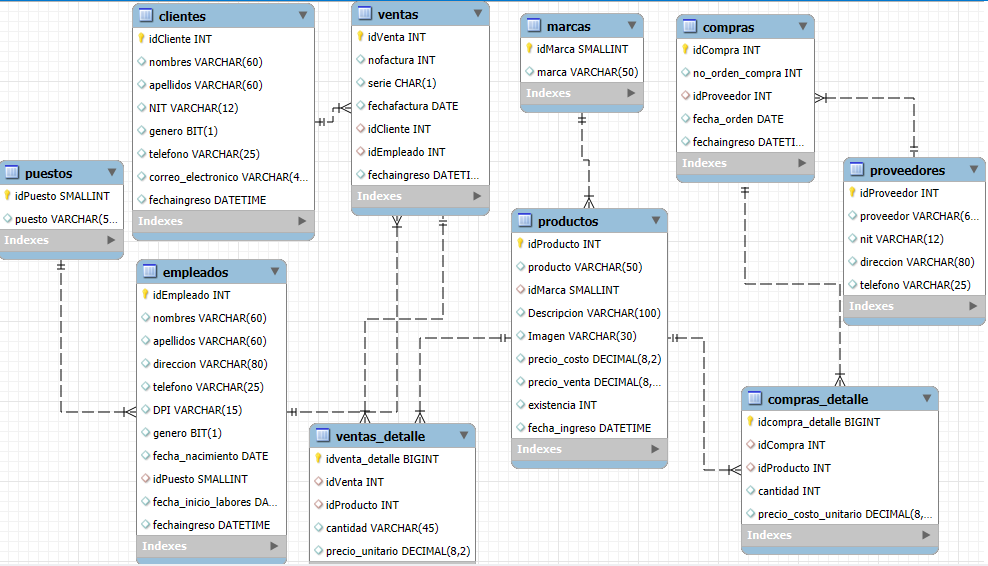 clientes
idCliente INT
nombres VARCHAR(60)
apellidos VARCHAR(60)
NIT VARCHAR(12)
genero BIT(1)
telefono VARCHAR(25)
correo_electronico VARCHAR(4...
fechaingreso DATETIME
Indexes
ventas
idVenta INT
nofactura INT
serie CHAR(1)
fechafactura DATE
idCliente INT
idEmpleado INT
fechaingreso DATETI...
Indexes
marcas
idMarca SMALLINT
marca VARCHAR(50)
Indexes
compras
idCompra INT
no_orden_compra INT
idProveedor INT
fecha_orden DATE
fechaingreso DATETI...
Indexes
puestos
idPuesto SMALLINT
puesto VARCHAR(5...
Indexes
proveedores
idProveedor INT
proveedor VARCHAR(6...
nit VARCHAR(12)
direccion VARCHAR(80)
telefono VARCHAR(25)
Indexes
empleados
idEmpleado INT
nombres VARCHAR(60)
apellidos VARCHAR(60)
direccion VARCHAR(80)
telefono VARCHAR(25)
DPI VARCHAR(15)
genero BIT(1)
fecha_nacimiento DATE
idPuesto SMALLINT
fecha_inicio_labores DA...
fechaingreso DATETIME
Indexes
productos
idProducto INT
producto VARCHAR(50)
idMarca SMALLINT
Descripcion VARCHAR(100)
Imagen VARCHAR(30)
precio_costo DECIMAL(8,2)
precio_venta DECIMAL(8,...
existencia INT
fecha_ingreso DATETIME
Indexes
ventas_detalle
idventa_detalle BIGINT
idVenta INT
idProducto INT
cantidad VARCHAR(45)
precio_unitario DECIMAL(8,2)
compras_detalle
idcompra_detalle BIGINT
idCompra INT
idProducto INT
cantidad INT
precio_costo_unitario DECIMAL(8,...
Indexes